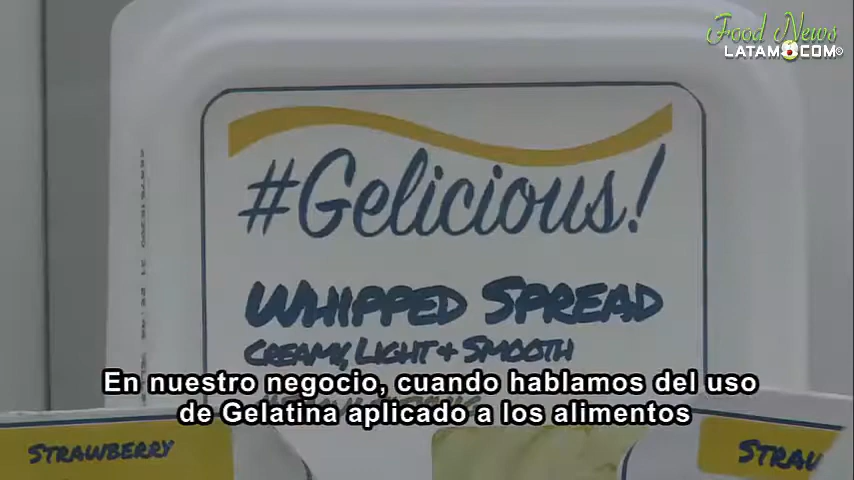 Food News
LATAM.COM©
#Gelicious!
WHIPPED SPREAD
CREAMY, LIGHT + SMOOTH
En nuestro negocio, cuando hablamos del uso
de Gelatina aplicado a los alimentos
STRAWBERRY
STRAW